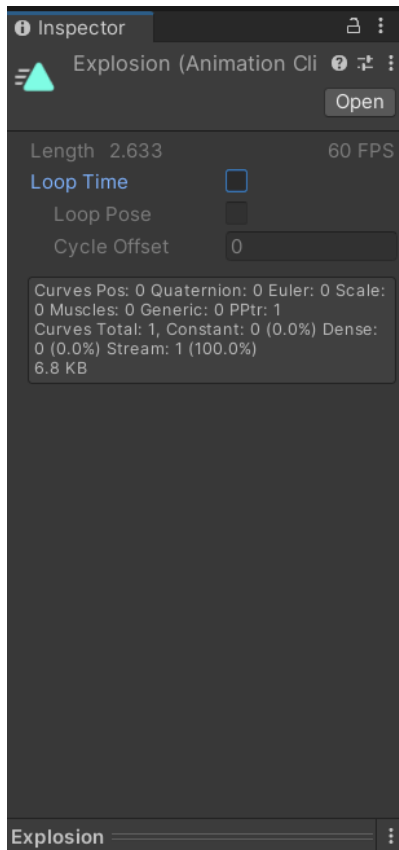 Inspector
Explosion (Animation Cli
Open
Length 2.633 60 FPS
Loop Time
Loop Pose
Cycle Offset 0
Curves Pos: 0 Quaternion: 0 Euler: 0 Scale:
0 Muscles: 0 Generic: 0 PPtr: 1
Curves Total: 1, Constant: 0 (0.0%) Dense:
0 (0.0%) Stream: 1 (100.0%)
6.8 KB
Explosion